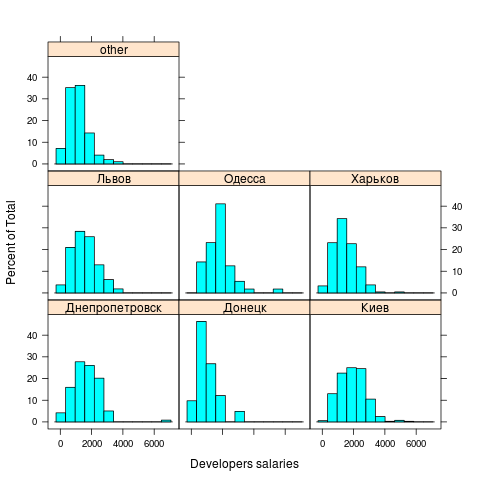 other
40
30
20
10
0
Львов
Одесса
Харьков
40
30
20
10
0
Днепропетровск
Донецк
Киев
40
30
20
10
0
0 2000 4000 6000
0 2000 4000 6000
Percent of Total
Developers salaries